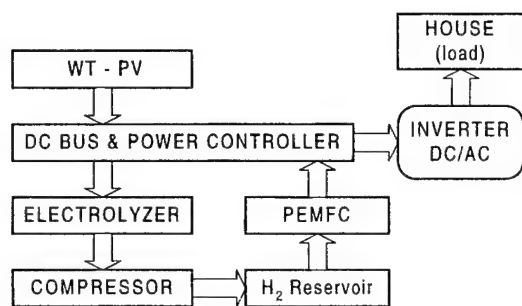 HOUSE
(load)
WT - PV
DC BUS & POWER CONTROLLER
INVERTER
DC/AC
ELECTROLYZER
PEMFC
COMPRESSOR
H₂ Reservoir